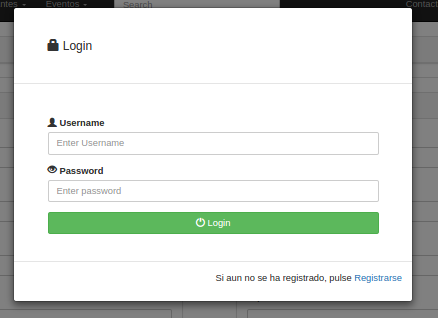 Eventos
Search
Contact
Login
Username
Enter Username
Password
Enter password
Login
Si aun no se ha registrado, pulse Registrarse